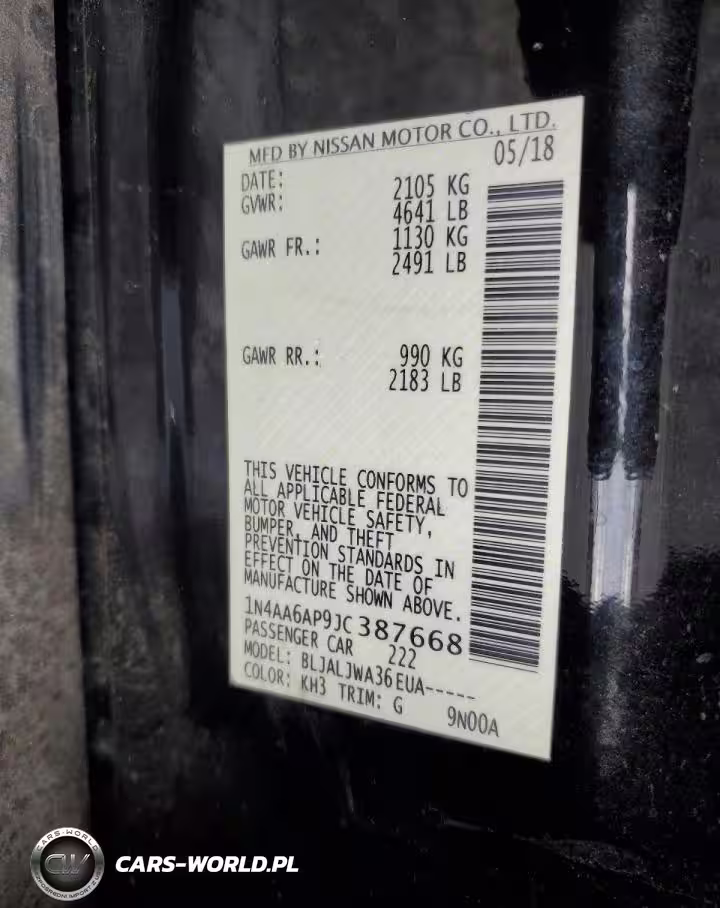 MFD BY NISSAN MOTOR CO., LTD.
DATE: 05/18
GVWR: 2105 KG
4641 LB
GAWR FR.: 1130 KG
2491 LB
GAWR RR.: 990 KG
2183 LB
THIS VEHICLE CONFORMS TO
ALL APPLICABLE FEDERAL
MOTOR VEHICLE SAFETY,
BUMPER, AND THEFT
PREVENTION STANDARDS IN
EFFECT ON THE DATE OF
MANUFACTURE SHOWN ABOVE.
1N4AA6AP9JC387668
PASSENGER CAR 222
MODEL: BLJALJWA36EUA-----
COLOR: KH3 TRIM: G 9N00A
CARS-WORLD
CW
CARS-WORLD.PL